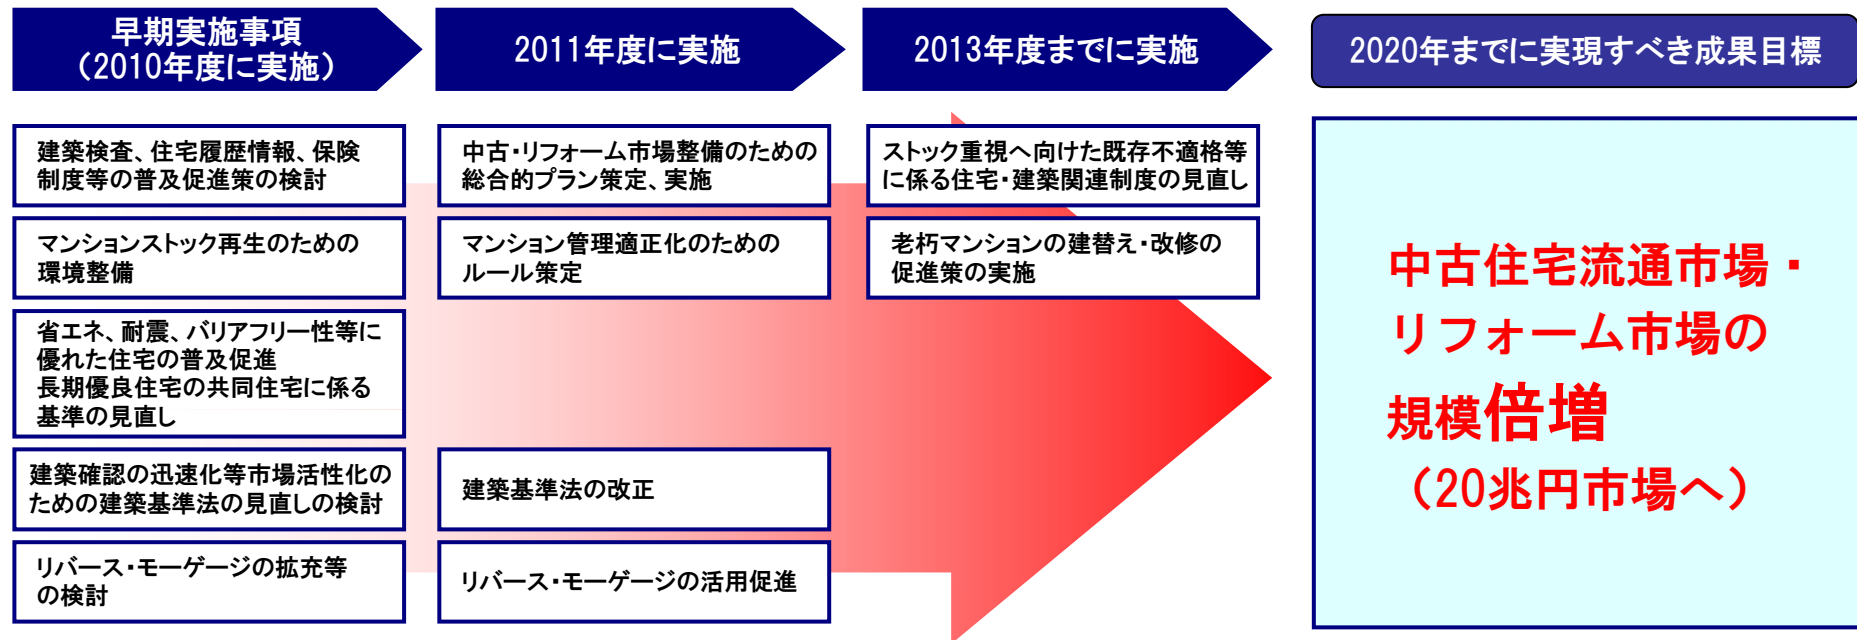 早期実施事項
（2010年度に実施）
2011年度に実施
2013年度までに実施
2020年までに実現すべき成果目標
建築検査、住宅履歴情報、保険
制度等の普及促進策の検討
マンションストック再生のための
環境整備
省エネ、耐震、バリアフリー性等に
優れた住宅の普及促進
長期優良住宅の共同住宅に係る
基準の見直し
建築確認の迅速化等市場活性化の
ための建築基準法の見直しの検討
リバース・モーゲージの拡充等
の検討
中古・リフォーム市場整備のための
総合的プラン策定、実施
マンション管理適正化のための
ルール策定
建築基準法の改正
リバース・モーゲージの活用促進
ストック重視へ向けた既存不適格等
に係る住宅・建築関連制度の見直し
老朽マンションの建替え・改修の
促進策の実施
中古住宅流通市場・
リフォーム市場の
規模倍増
（20兆円市場へ）